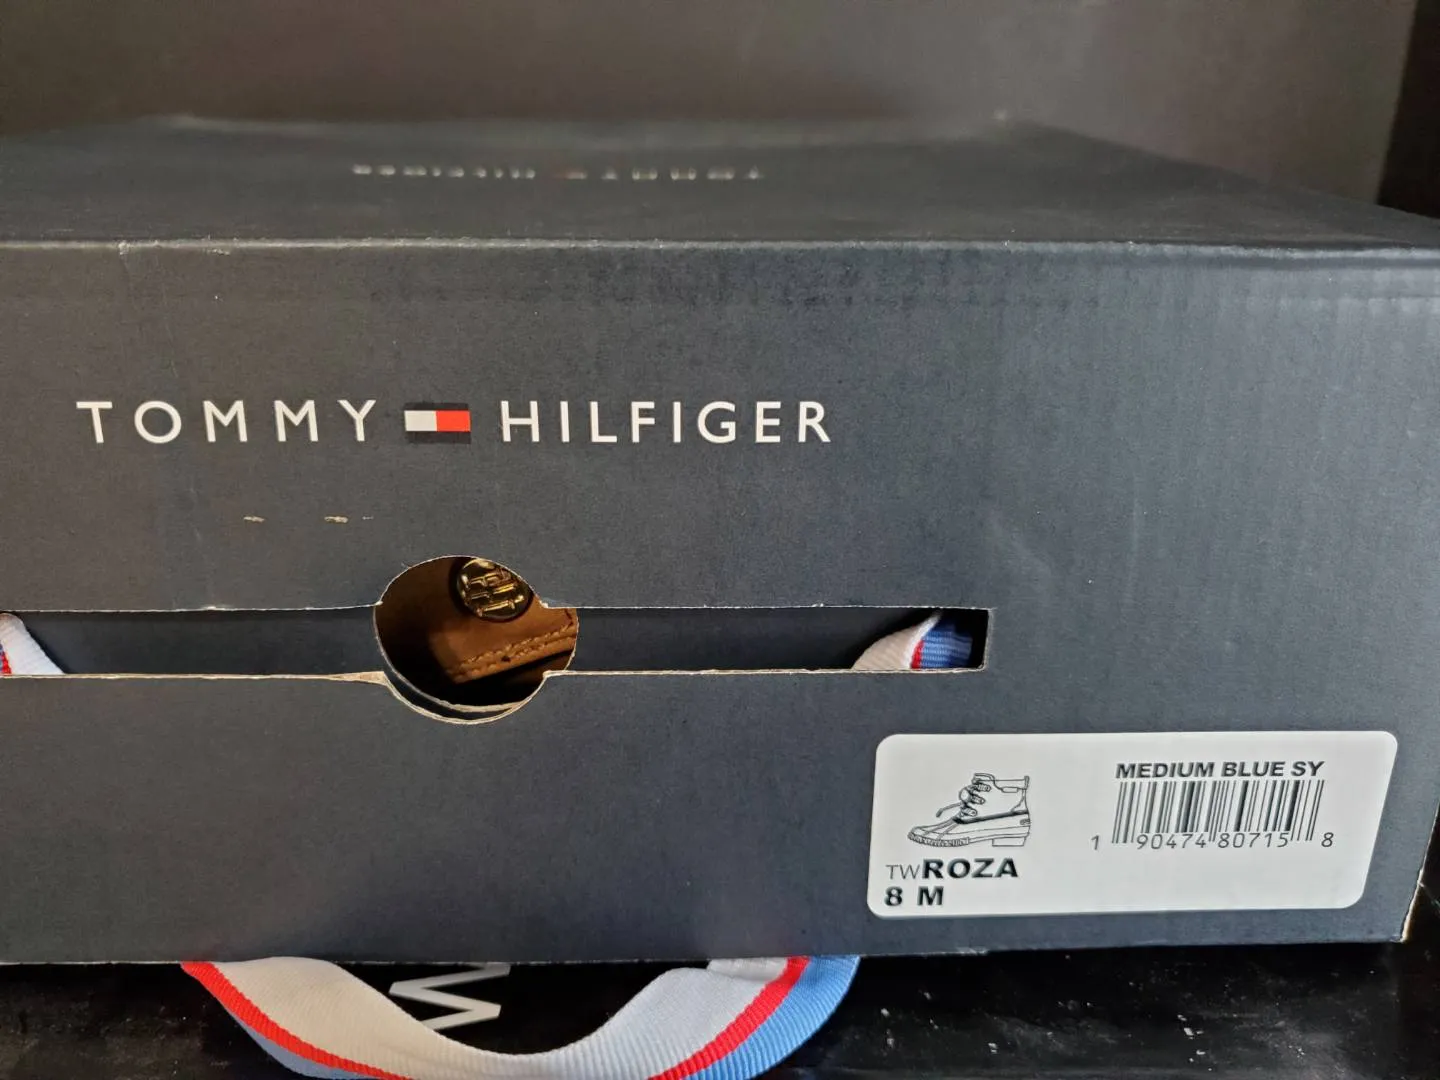 TOMMY HILFIGER
MEDIUM BLUE SY
1 90474 80715 8
TWROZA
8 M